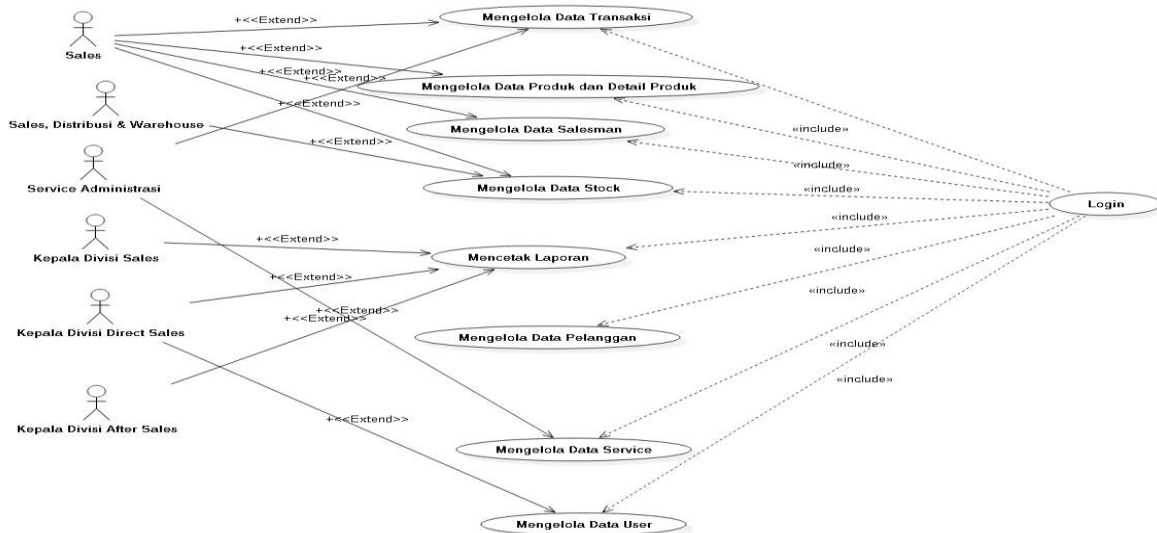 Mengelola Data Transaksi
+<<Extend>>
Sales
+<<Extend>>
+<<Extend>>
+<<Extend>>
Mengelola Data Produk dan Detail Produk
+<<Extend>>
Sales, Distribusi & Warehouse
Mengelola Data Salesman
«include»
+<<Extend>>
«include»
Service Administrasi
Mengelola Data Stock
«include»
Login
«include»
+<<Extend>>
Kepala Divisi Sales
Mencetak Laporan
«include»
+<<Extend>>
«include»
+<<Extend>>
+<<Extend>>
Kepala Divisi Direct Sales
Mengelola Data Pelanggan
«include»
«include»
+<<Extend>>
Kepala Divisi After Sales
Mengelola Data Service
Mengelola Data User